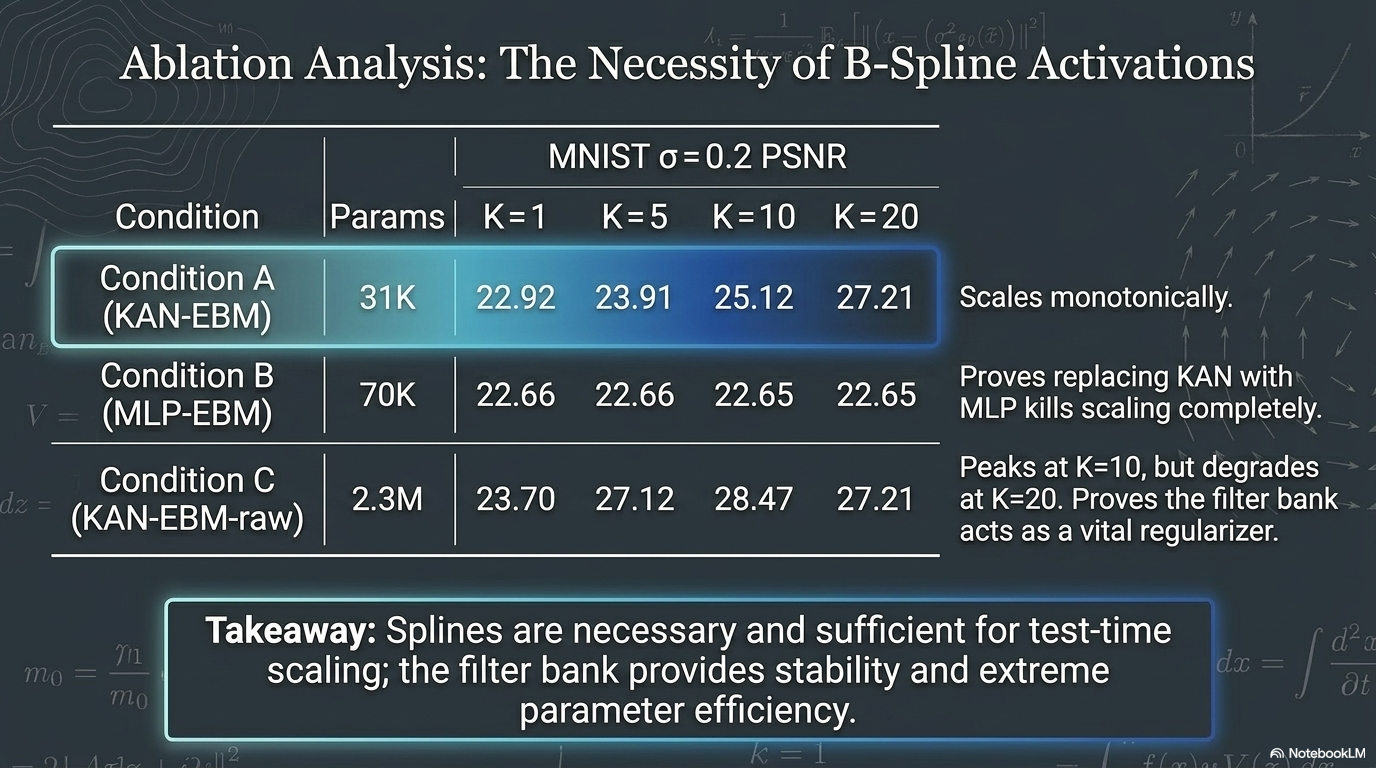 Ablation Analysis: The Necessity of B-Spline Activations
MNIST σ=0.2 PSNR
Condition Params K=1 K=5 K=10 K=20
Condition A
(KAN-EBM)
31K 22.92 23.91 25.12 27.21
Scales monotonically.
Condition B
(MLP-EBM)
70K 22.66 22.66 22.65 22.65
Proves replacing KAN with
MLP kills scaling completely.
Condition C
(KAN-EBM-raw)
2.3M 23.70 27.12 28.47 27.21
Peaks at K=10, but degrades
at K=20. Proves the filter bank
acts as a vital regularizer.
Takeaway: Splines are necessary and sufficient for test-time
scaling; the filter bank provides stability and extreme
parameter efficiency.
NotebookLM